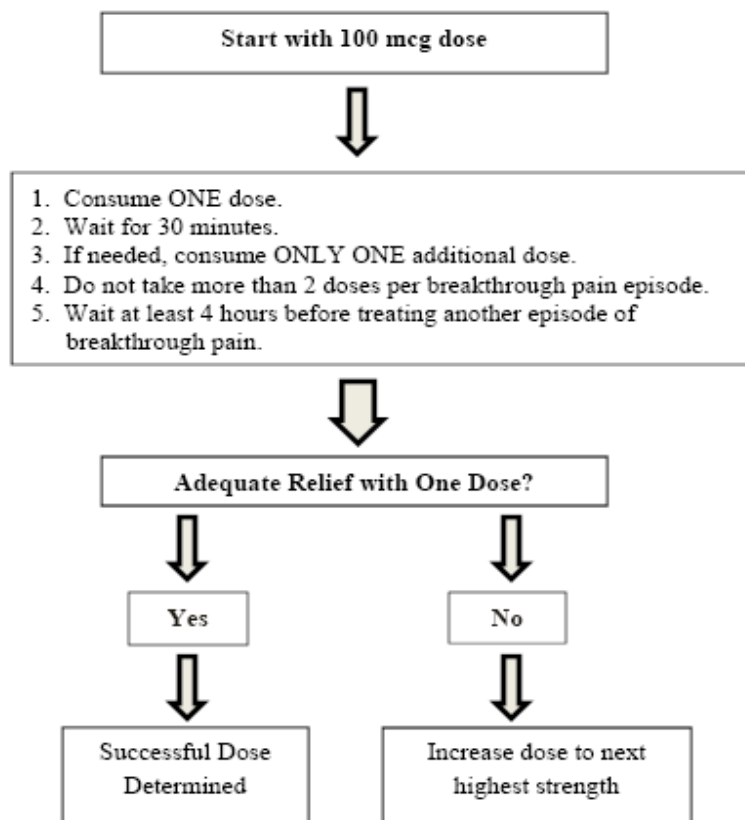 Start with 100 mcg dose
1. Consume ONE dose.
2. Wait for 30 minutes.
3. If needed, consume ONLY ONE additional dose.
4. Do not take more than 2 doses per breakthrough pain episode.
5. Wait at least 4 hours before treating another episode of
breakthrough pain.
Adequate Relief with One Dose?
Yes
No
Successful Dose
Determined
Increase dose to next
highest strength